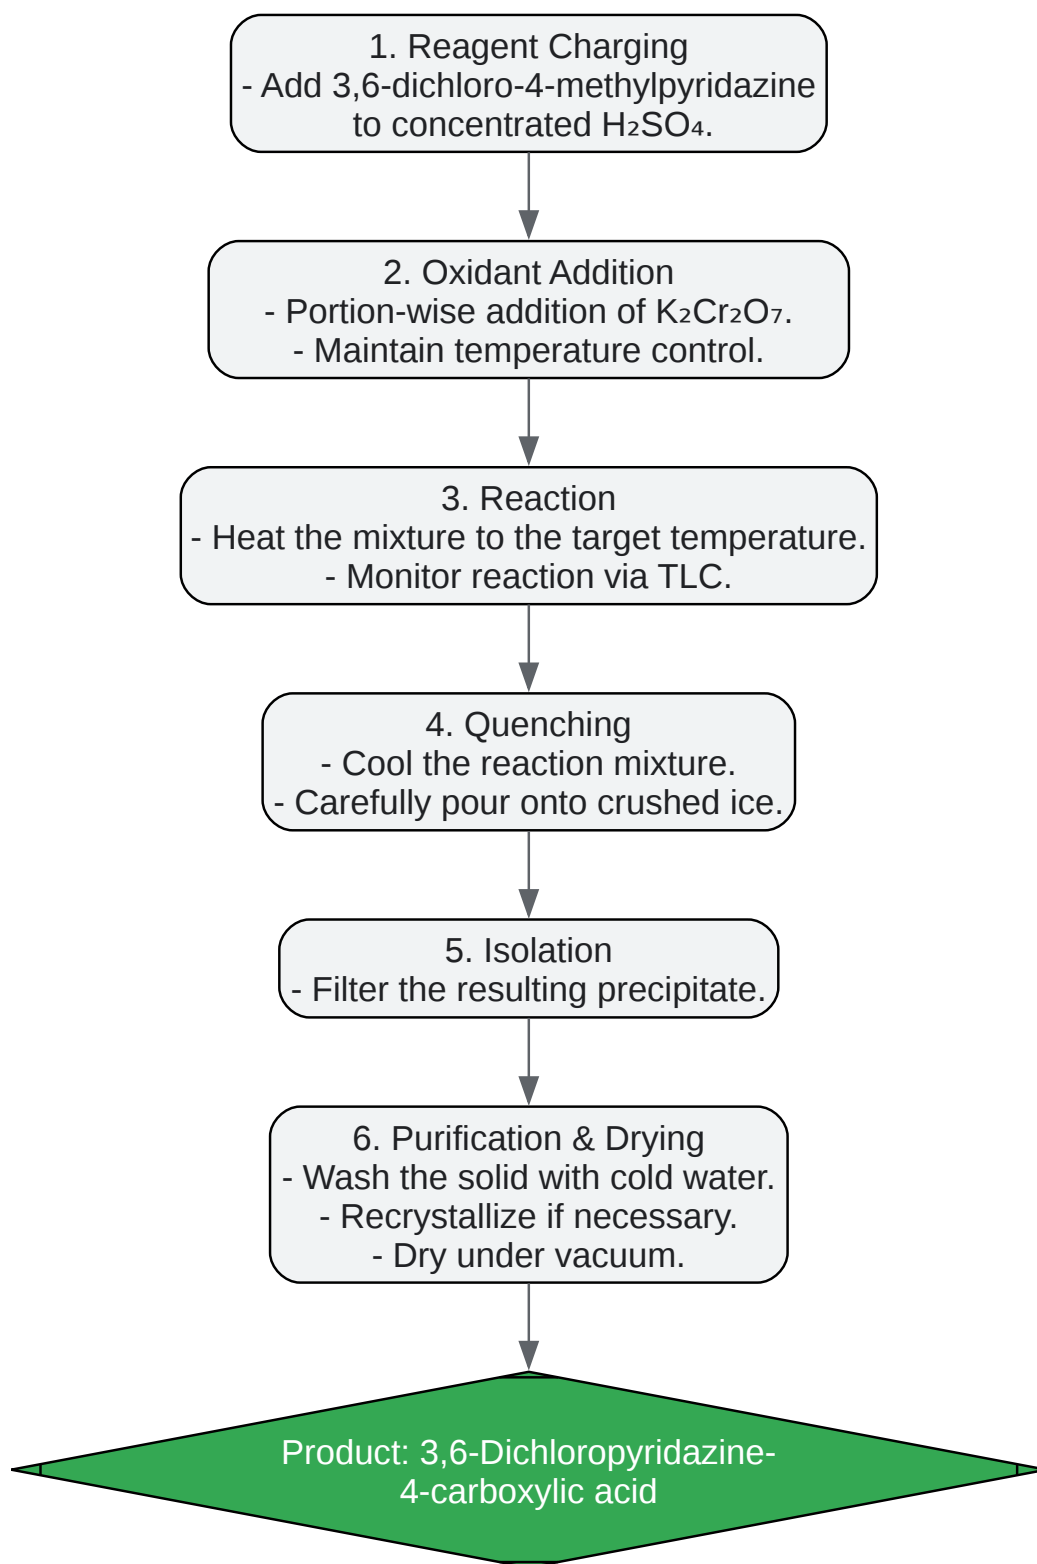 1. Reagent Charging
- Add 3,6-dichloro-4-methylpyridazine
to concentrated H₂SO₄.
2. Oxidant Addition
- Portion-wise addition of K₂Cr₂O₇.
- Maintain temperature control.
3. Reaction
- Heat the mixture to the target temperature.
- Monitor reaction via TLC.
4. Quenching
- Cool the reaction mixture.
- Carefully pour onto crushed ice.
5. Isolation
- Filter the resulting precipitate.
6. Purification & Drying
- Wash the solid with cold water.
- Recrystallize if necessary.
- Dry under vacuum.
Product: 3,6-Dichloropyridazine-
4-carboxylic acid